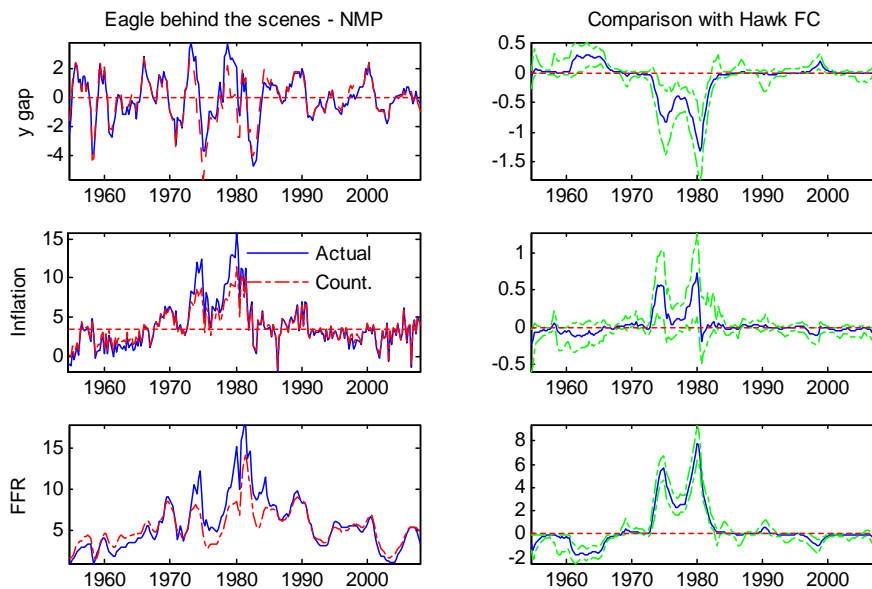 Eagle behind the scenes - NMP
Comparison with Hawk FC
y gap
2
0
-2
-4
1960 1970 1980 1990 2000
0.5
0
-0.5
-1
-1.5
1960 1970 1980 1990 2000
Inflation
15
10
5
0
Actual
Count.
1960 1970 1980 1990 2000
1
0.5
0
-0.5
1960 1970 1980 1990 2000
FFR
15
10
5
1960 1970 1980 1990 2000
8
6
4
2
0
-2
1960 1970 1980 1990 2000